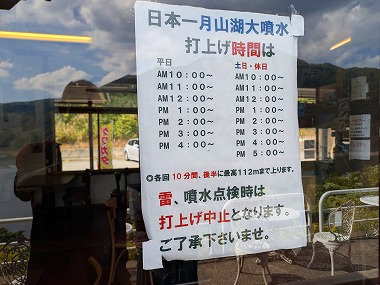 日本一月山湖大噴水
打上げ時間は
平日 土日・休日
AM10：00～ AM10：00～
AM11：00～ AM11：00～
AM12：00～ AM12：00～
PM 1：00～ PM 1：00～
PM 2：00～ PM 2：00～
PM 3：00～ PM 3：00～
PM 4：00～ PM 4：00～
PM 5：00～
◎各回10分間、後半に最高112mまで上ります。
雷、噴水点検時は
打上げ中止となります。
ご了承下さいませ。
クワガタ